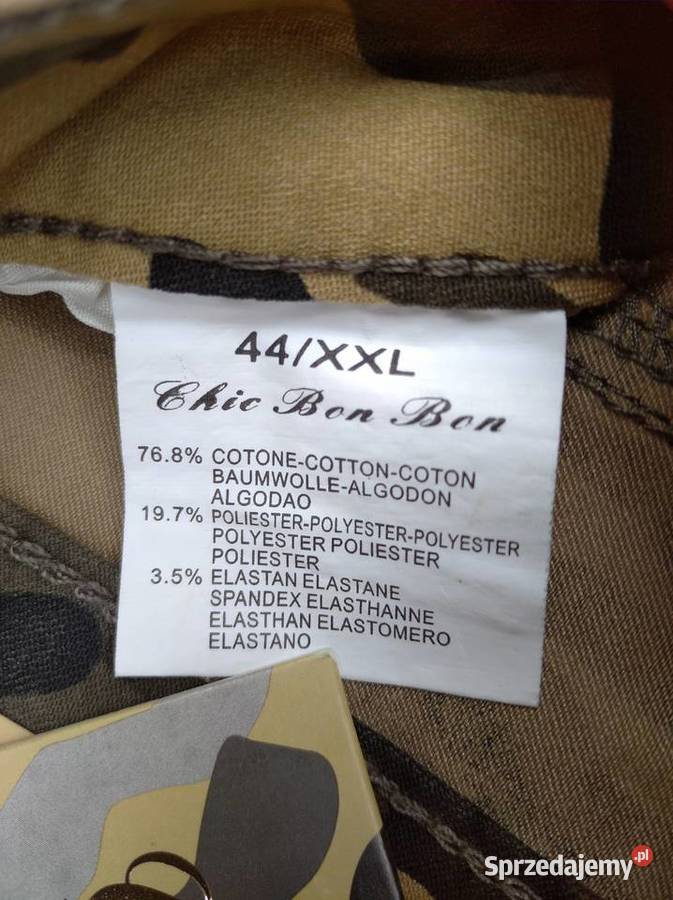 44/XXL
Chic Bon Bon
76.8% COTONE-COTTON-COTON
BAUMWOLLE-ALGODON
ALGODAO
19.7% POLIESTER-POLYESTER-POLYESTER
POLYESTER POLIESTER
POLIESTER
3.5% ELASTAN ELASTANE
SPANDEX ELASTHANNE
ELASTHAN ELASTOMERO
ELASTANO
Sprzedajemy.pl